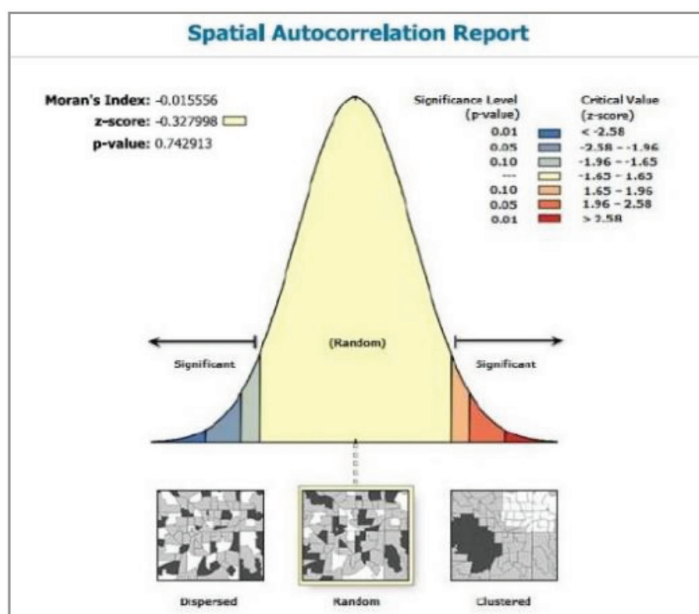 Spatial Autocorrelation Report
Moran's Index: -0.015556
z-score: -0.327998
p-value: 0.742913
Significance Level (p-value)
Critical Value (z-score)
0.01 < -2.58
0.05 -2.58 – -1.96
0.10 -1.96 – -1.65
--- -1.65 – 1.65
0.10 1.65 – 1.96
0.05 1.96 – 2.58
0.01 > 2.58
Significant
(Random)
Significant
Dispersed
Random
Clustered